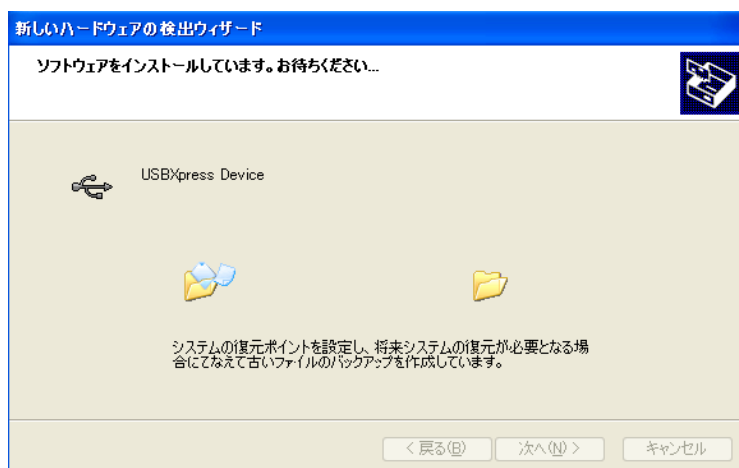 新しいハードウェアの検出ウィザード
ソフトウェアをインストールしています。お待ちください...
USBXpress Device
システムの復元ポイントを設定し、将来システムの復元が必要となる場
合にてなえて古いファイルのバックアップを作成しています。
< 戻る(B)
次へ(N) >
キャンセル